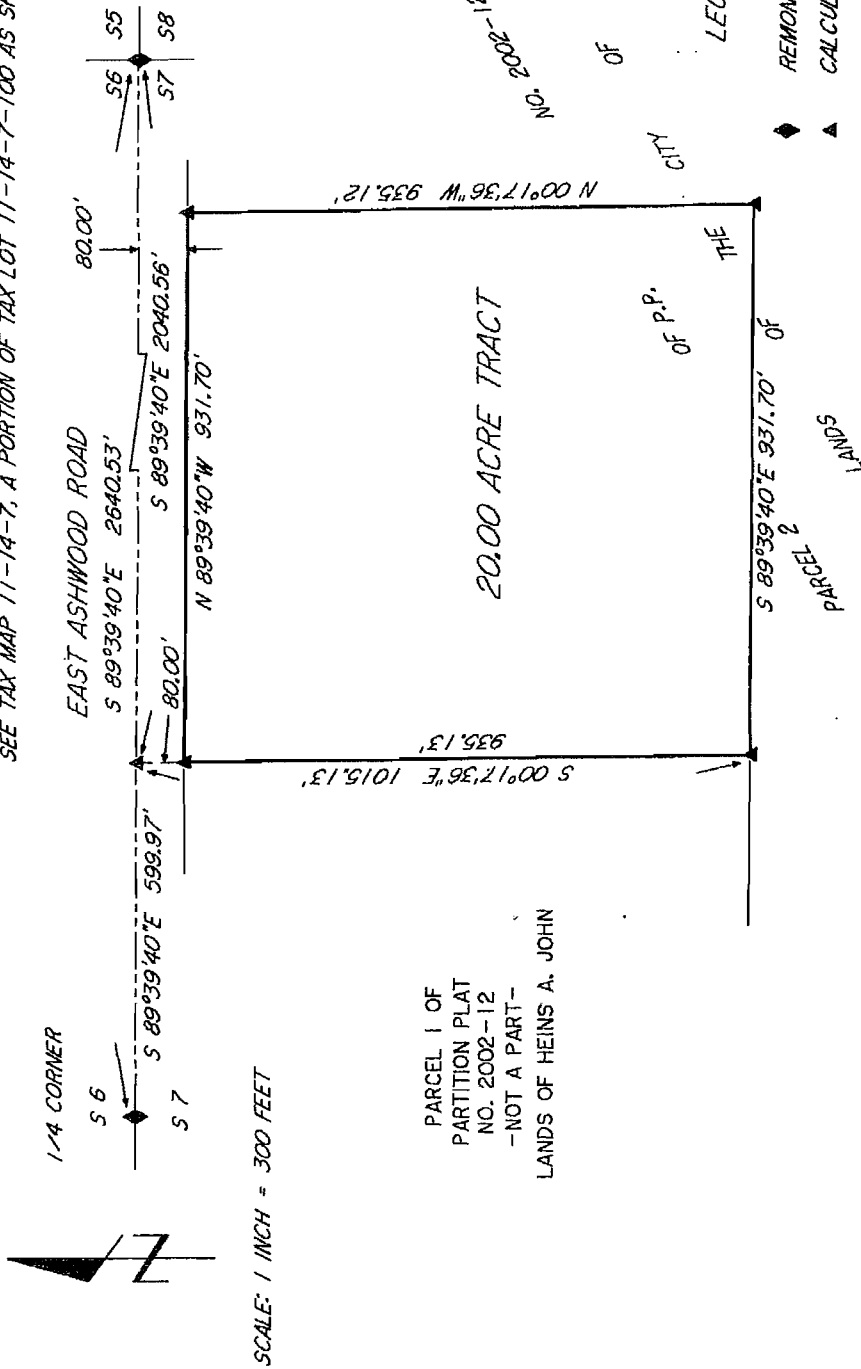 SEE TAX MAP 11-14-7, A PORTION OF TAX LOT 11-14-7-100 AS
1/4 CORNER
S 6
S 7
EAST ASHWOOD ROAD
S 89°39'40"E 2640.53'
80.00'
S6 S5
S7 S8
S 89°39'40"E 599.97'
S 89°39'40"E 2040.56'
80.00'
N 89°39'40"W 931.70'
SCALE: 1 INCH = 300 FEET
S 00°17'36"E 1015.13'
935.13'
N 00°17'36"W 935.12'
20.00 ACRE TRACT
PARCEL 1 OF
PARTITION PLAT
NO. 2002-12
-NOT A PART-
LANDS OF HEINS A. JOHN
S 89°39'40"E 931.70'
PARCEL 2
OF P.P.
NO. 2002-12
LANDS
OF
THE
CITY
OF
▲ CALCUL